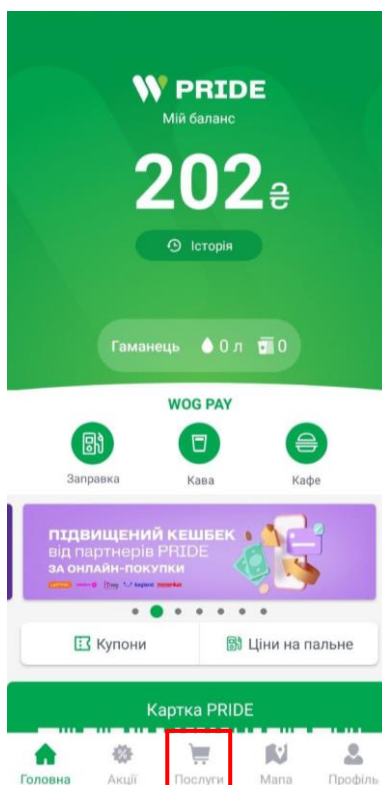 W PRIDE
Мій баланс
202₴
Історія
Гаманець 0 л 0
WOG PAY
Заправка Кава Кафе
ПІДВИЩЕНИЙ КЕШБЕК
від партнерів PRIDE
ЗА ОНЛАЙН-ПОКУПКИ
Купони Ціни на пальне
Картка PRIDE
Головна Акції Послуги Мапа Профіль